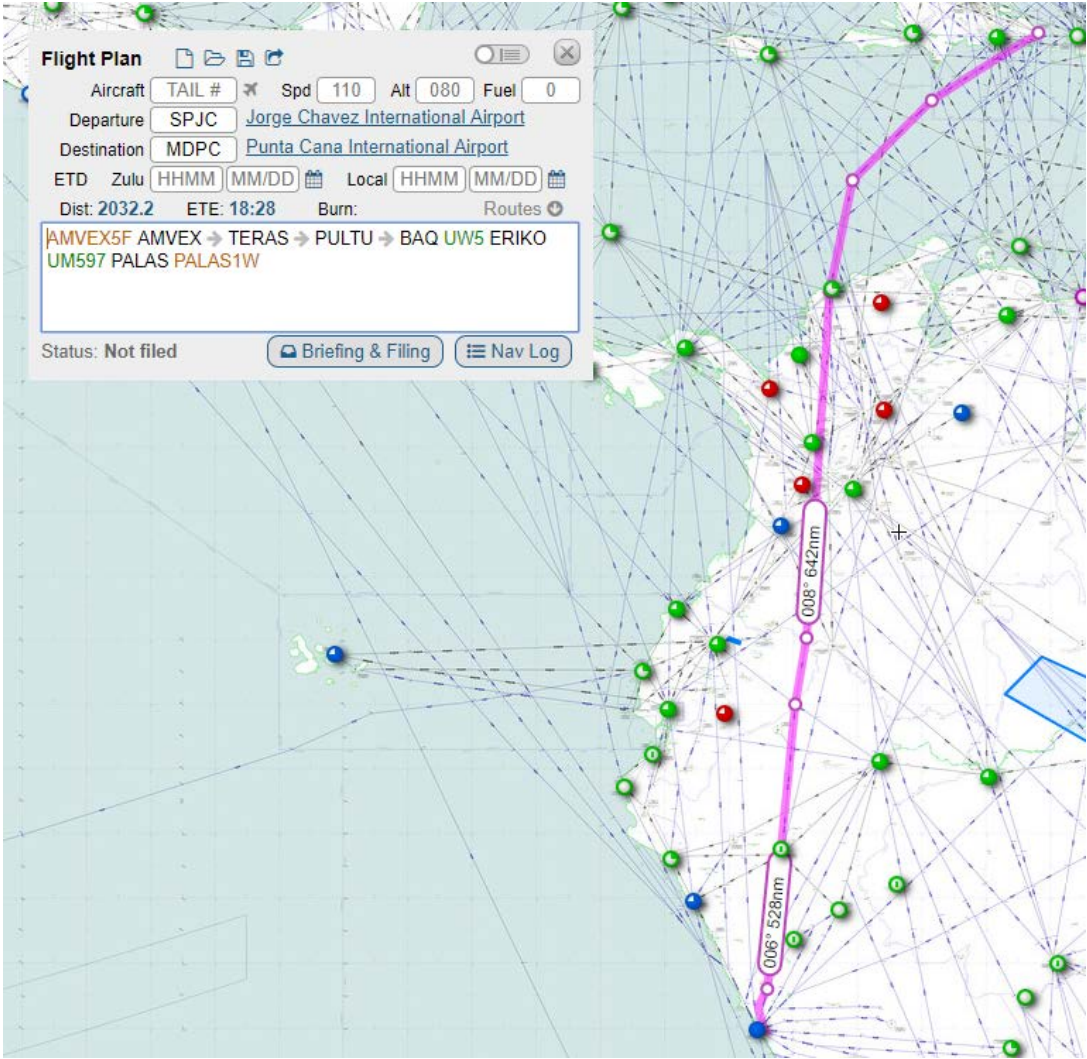 Flight Plan
Aircraft TAIL # Spd 110 Alt 080 Fuel 0
Departure SPJC Jorge Chavez International Airport
Destination MDPC Punta Cana International Airport
ETD Zulu HHMM MM/DD Local HHMM MM/DD
Dist: 2032.2 ETE: 18:28 Burn: Routes
AMVEX5F AMVEX → TERAS → PULTU → BAQ UW5 ERIKO
UM597 PALAS PALAS1W
Status: Not filed Briefing & Filing Nav Log
008° 642nm
006° 528nm